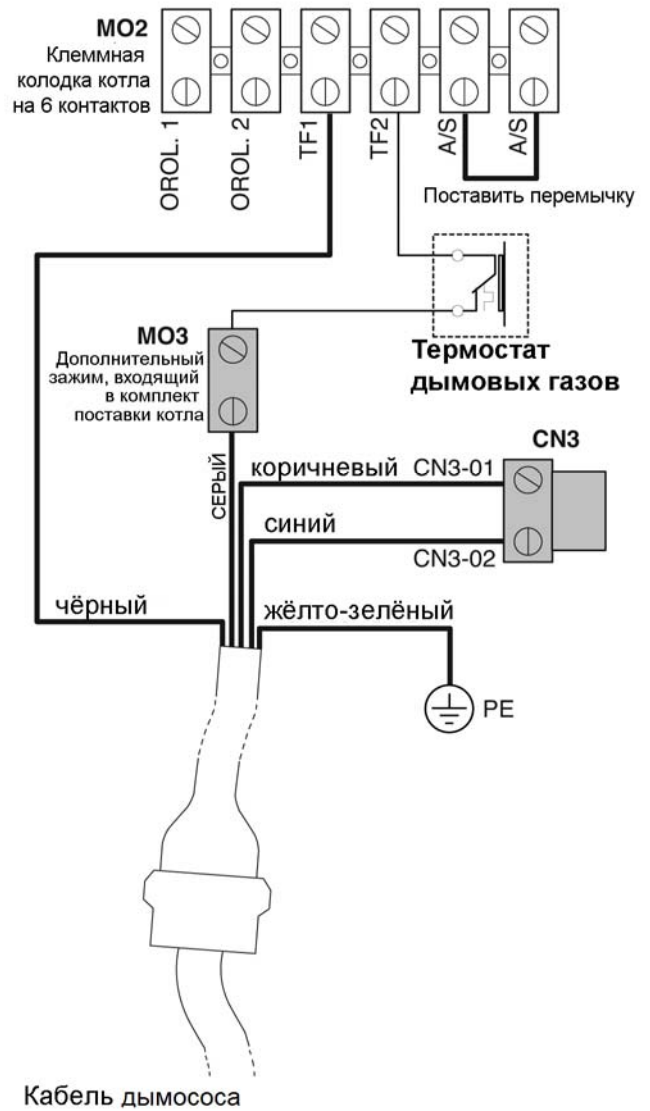 MO2
Клеммная
колодка котла
на 6 контактов
OROL. 1
OROL. 2
TF1
TF2
A/S
A/S
Поставить перемычку
MO3
Дополнительный
зажим, входящий
в комплект
поставки котла
Термостат
дымовых газов
CN3
СЕРЫЙ
коричневый CN3-01
синий
CN3-02
чёрный
жёлто-зелёный
PE
Кабель дымососа